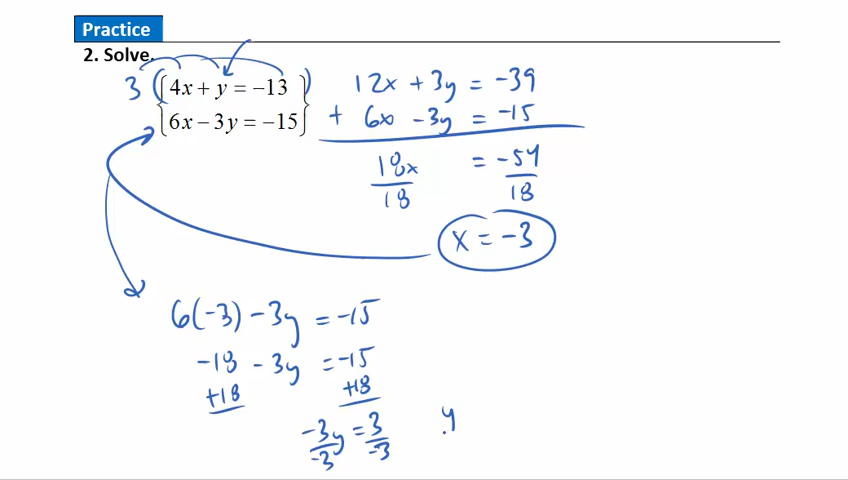 Practice
2. Solve.
3 ( 4x + y = −13 )
6x − 3y = −15
12x + 3y = −39
+ 6x − 3y = −15
18x = −54
18 18
x = −3
6(−3) − 3y = −15
−18 − 3y = −15
+18 +18
−3y = 3
−3 −3
y